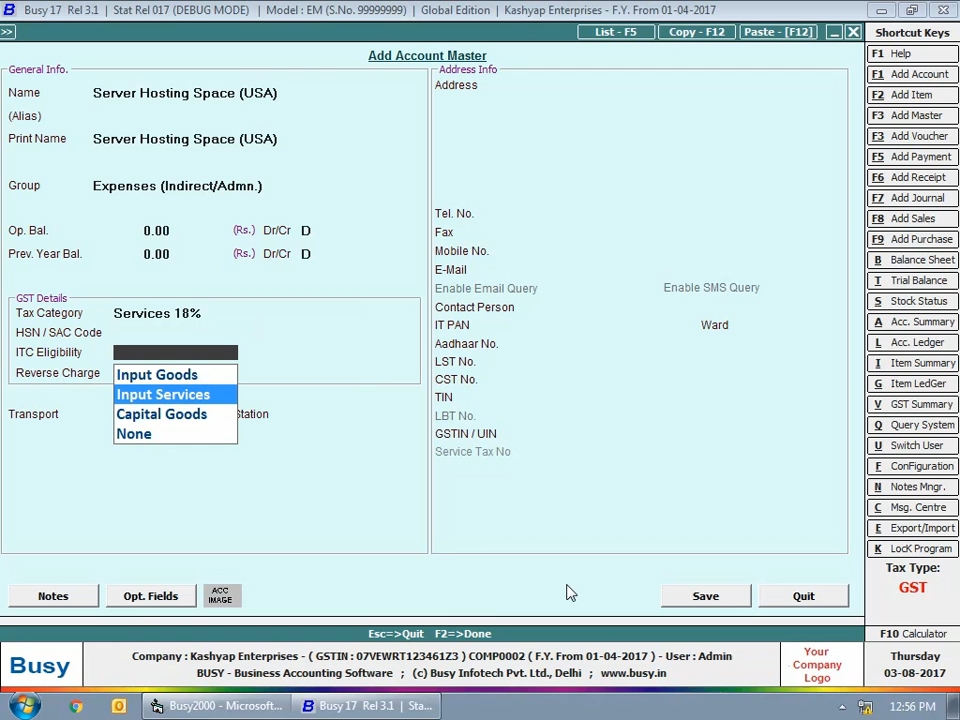 Busy 17 Rel 3.1 | Stat Rel 017 (DEBUG MODE) | Model : EM (S.No. 99999999) | Global Edition | Kashyap Enterprises - F.Y. From 01-04-2017
>> List - F5 Copy - F12 Paste - [F12]
Add Account Master
General Info.
Name Server Hosting Space (USA)
(Alias)
Print Name Server Hosting Space (USA)
Group Expenses (Indirect/Admn.)
Op. Bal. 0.00 (Rs.) Dr/Cr D
Prev. Year Bal. 0.00 (Rs.) Dr/Cr D
GST Details
Tax Category Services 18%
HSN / SAC Code
ITC Eligibility
Reverse Charge
Input Goods
Input Services
Capital Goods
None
Transport Station
Address Info
Address
Tel. No.
Fax
Mobile No.
E-Mail
Enable Email Query Enable SMS Query
Contact Person
IT PAN Ward
Aadhaar No.
LST No.
CST No.
TIN
LBT No.
GSTIN / UIN
Service Tax No
Notes Opt. Fields ACC IMAGE Save Quit
Shortcut Keys
F1 Help
F1 Add Account
F2 Add Item
F3 Add Master
F3 Add Voucher
F5 Add Payment
F6 Add Receipt
F7 Add Journal
F8 Add Sales
F9 Add Purchase
B Balance Sheet
T Trial Balance
S Stock Status
A Acc. Summary
L Acc. Ledger
I Item Summary
G Item LedGer
V GST Summary
Q Query System
U Switch User
F ConFiguration
N Notes Mngr.
C Msg. Centre
E Export/Import
K LocK Program
Tax Type:
GST
Esc=>Quit F2=>Done F10 Calculator
Busy
Company : Kashyap Enterprises - ( GSTIN : 07VEWRT123461Z3 ) COMP0002 ( F.Y. From 01-04-2017 ) - User : Admin
BUSY - Business Accounting Software ; (c) Busy Infotech Pvt. Ltd., Delhi ; www.busy.in
Your
Company
Logo
Thursday
03-08-2017
Busy2000 - Microsoft... Busy 17 Rel 3.1 | Sta... 12:56 PM